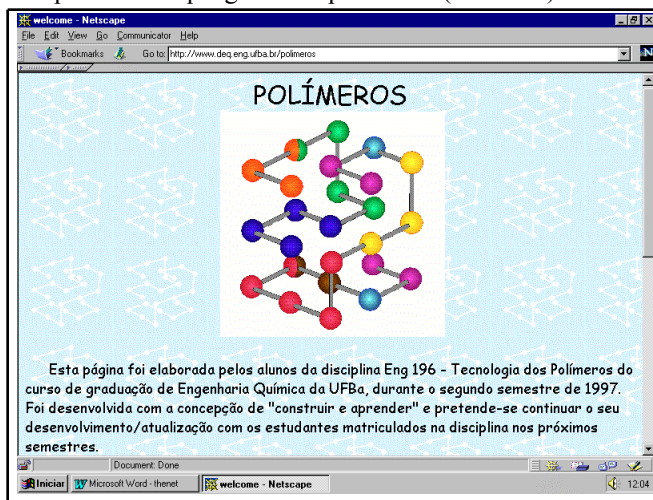 welcome - Netscape
File Edit View Go Communicator Help
Bookmarks Go to: http://www.deq.eng.ufba.br/polimeros
POLÍMEROS
Esta página foi elaborada pelos alunos da disciplina Eng 196 - Tecnologia dos Polímeros do
curso de graduação de Engenharia Química da UFBa, durante o segundo semestre de 1997.
Foi desenvolvida com a concepção de "construir e aprender" e pretende-se continuar o seu
desenvolvimento/atualização com os estudantes matriculados na disciplina nos próximos
semestres.
Document: Done
Iniciar Microsoft Word - thenet welcome - Netscape 12:04